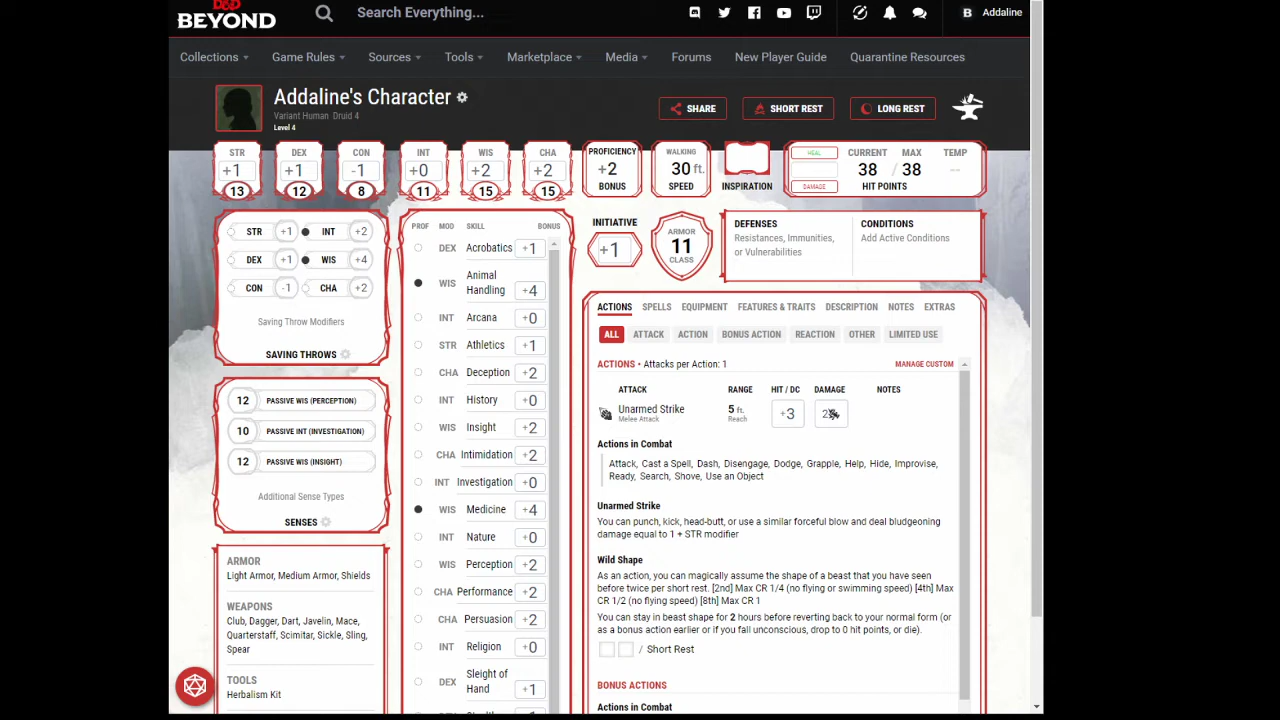 D&D
BEYOND
Search Everything...
B Addaline
Collections
Game Rules
Sources
Tools
Marketplace
Media
Forums
New Player Guide
Quarantine Resources
Addaline's Character
Variant Human Druid 4
Level 4
SHARE
SHORT REST
LONG REST
STR
+1
13
DEX
+1
12
CON
-1
8
INT
+0
11
WIS
+2
15
CHA
+2
15
PROFICIENCY
+2
BONUS
WALKING
30 ft.
SPEED
INSPIRATION
HEAL
DAMAGE
CURRENT MAX TEMP
38 / 38 --
HIT POINTS
STR +1 INT +2
DEX +1 WIS +4
CON -1 CHA +2
Saving Throw Modifiers
SAVING THROWS
12 PASSIVE WIS (PERCEPTION)
10 PASSIVE INT (INVESTIGATION)
12 PASSIVE WIS (INSIGHT)
Additional Sense Types
SENSES
ARMOR
Light Armor, Medium Armor, Shields
WEAPONS
Club, Dagger, Dart, Javelin, Mace,
Quarterstaff, Scimitar, Sickle, Sling,
Spear
TOOLS
Herbalism Kit
PROF MOD SKILL BONUS
DEX Acrobatics +1
WIS Animal Handling +4
INT Arcana +0
STR Athletics +1
CHA Deception +2
INT History +0
WIS Insight +2
CHA Intimidation +2
INT Investigation +0
WIS Medicine +4
INT Nature +0
WIS Perception +2
CHA Performance +2
CHA Persuasion +2
INT Religion +0
DEX Sleight of Hand +1
INITIATIVE
+1
ARMOR
11
CLASS
DEFENSES
Resistances, Immunities,
or Vulnerabilities
CONDITIONS
Add Active Conditions
ACTIONS SPELLS EQUIPMENT FEATURES & TRAITS DESCRIPTION NOTES EXTRAS
ALL ATTACK ACTION BONUS ACTION REACTION OTHER LIMITED USE
ACTIONS • Attacks per Action: 1
MANAGE CUSTOM
ATTACK RANGE HIT / DC DAMAGE NOTES
Unarmed Strike 5 ft. +3 2
Melee Attack Reach
Actions in Combat
Attack, Cast a Spell, Dash, Disengage, Dodge, Grapple, Help, Hide, Improvise,
Ready, Search, Shove, Use an Object
Unarmed Strike
You can punch, kick, head-butt, or use a similar forceful blow and deal bludgeoning
damage equal to 1 + STR modifier
Wild Shape
As an action, you can magically assume the shape of a beast that you have seen
before twice per short rest. [2nd] Max CR 1/4 (no flying or swimming speed) [4th] Max
CR 1/2 (no flying speed) [8th] Max CR 1
You can stay in beast shape for 2 hours before reverting back to your normal form (or
as a bonus action earlier or if you fall unconscious, drop to 0 hit points, or die).
/ Short Rest
BONUS ACTIONS
Actions in Combat